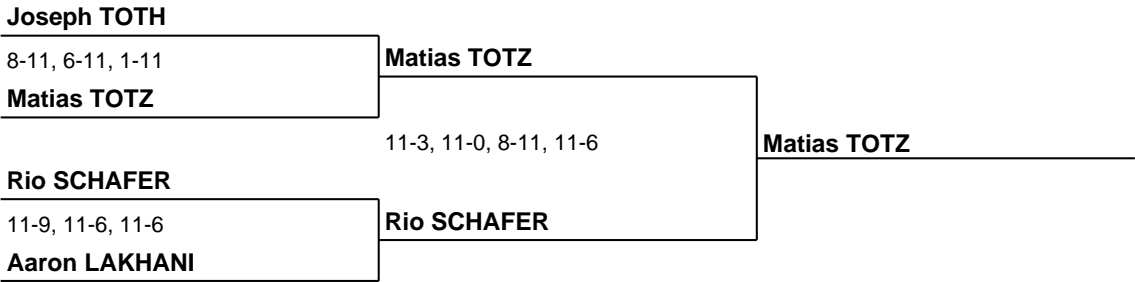 Joseph TOTH
8-11, 6-11, 1-11
Matias TOTZ
Matias TOTZ
11-3, 11-0, 8-11, 11-6
Matias TOTZ
Rio SCHAFER
11-9, 11-6, 11-6
Rio SCHAFER
Aaron LAKHANI